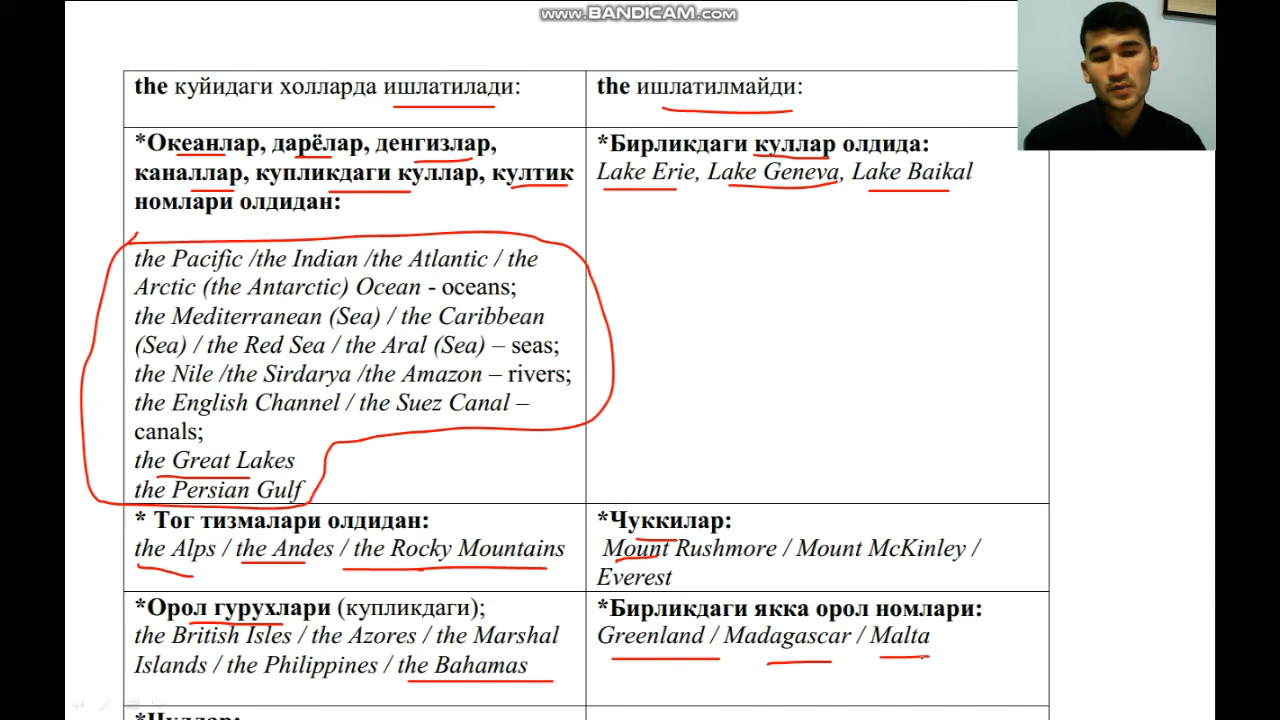 www.BANDICAM.com
the куйидаги холларда ишлатилади:
the ишлатилмайди:
*Океанлар, дарёлар, денгизлар,
каналлар, купликдаги куллар, култик
номлари олдидан:
the Pacific /the Indian /the Atlantic / the
Arctic (the Antarctic) Ocean - oceans;
the Mediterranean (Sea) / the Caribbean
(Sea) / the Red Sea / the Aral (Sea) – seas;
the Nile /the Sirdarya /the Amazon – rivers;
the English Channel / the Suez Canal –
canals;
the Great Lakes
the Persian Gulf
*Бирликдаги куллар олдида:
Lake Erie, Lake Geneva, Lake Baikal
* Тог тизмалари олдидан:
the Alps / the Andes / the Rocky Mountains
*Чуккилар:
Mount Rushmore / Mount McKinley /
Everest
*Орол гурухлари (купликдаги);
the British Isles / the Azores / the Marshal
Islands / the Philippines / the Bahamas
*Бирликдаги якка орол номлари:
Greenland / Madagascar / Malta